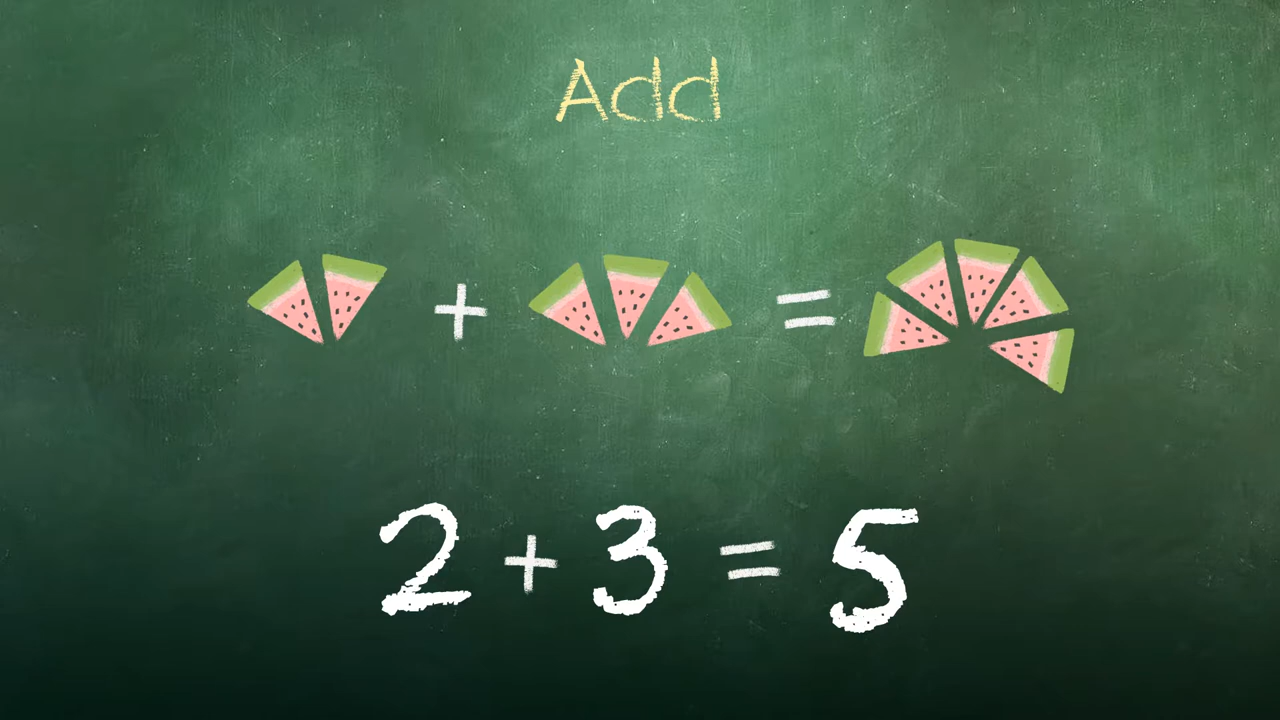 Add
+ =
2 + 3 = 5